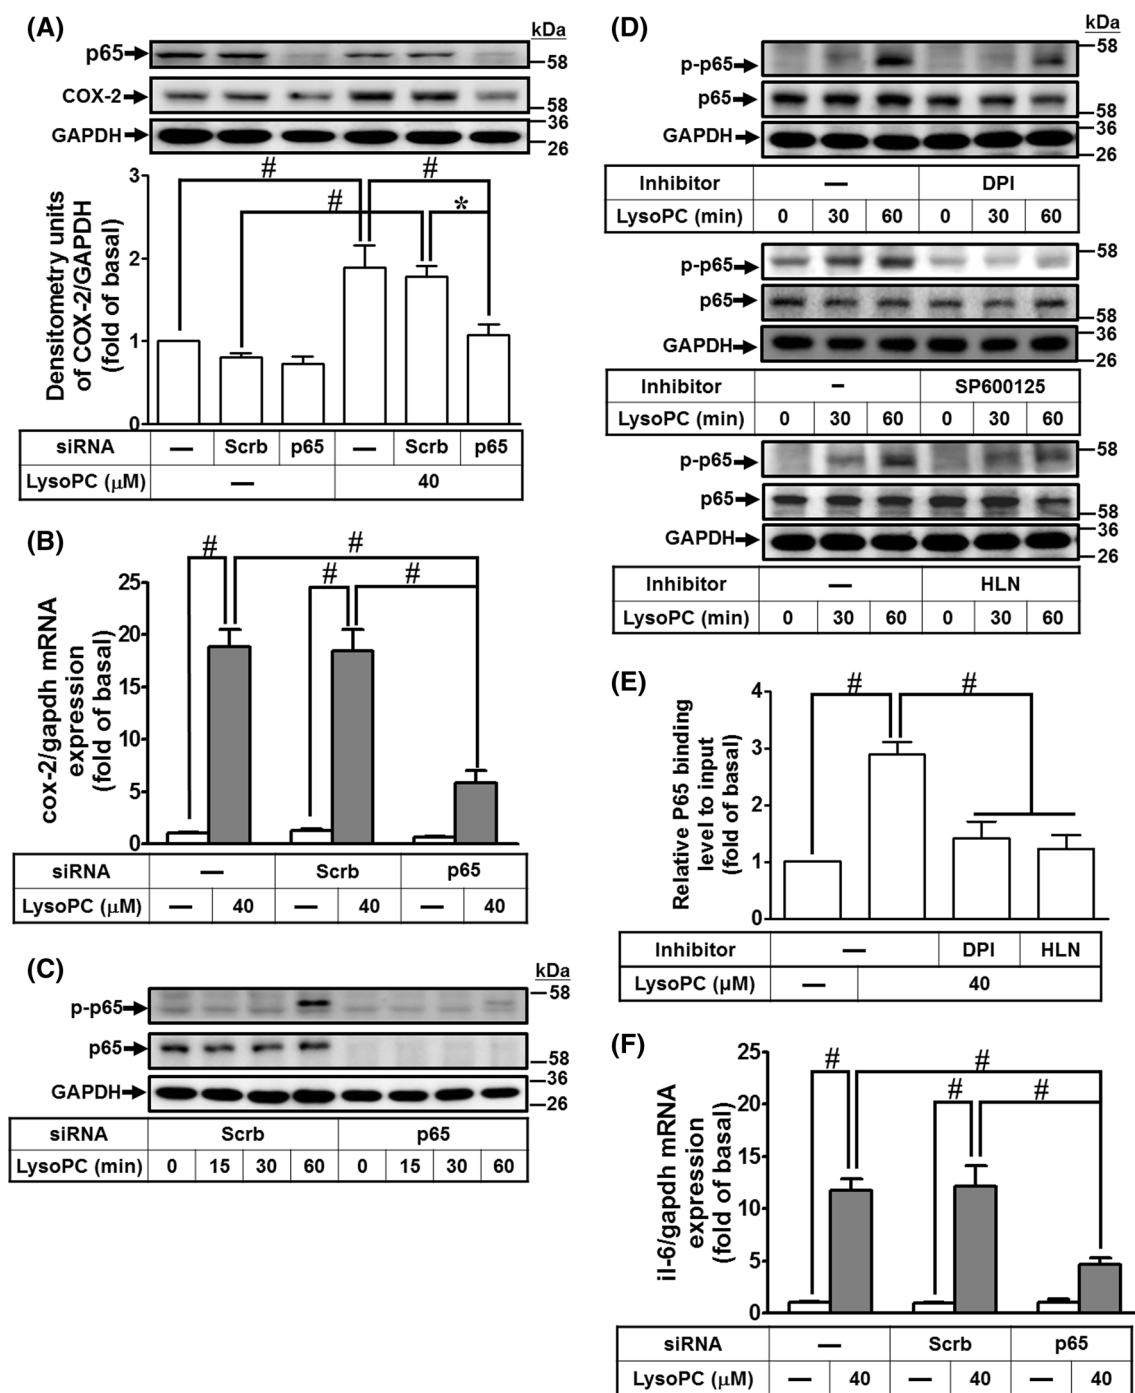 (A)
kDa
p65
58
COX-2
58
GAPDH
36
26
Densitometry units
of COX-2/GAPDH
(fold of basal)
3
2
1
0
# # # *
siRNA — Scrb p65 — Scrb p65
LysoPC (μM) — 40
(B)
cox-2/gapdh mRNA
expression
(fold of basal)
25
20
15
10
5
0
# # # #
siRNA — Scrb p65
LysoPC (μM) — 40 — 40 — 40
(C)
kDa
p-p65
58
p65
58
GAPDH
36
26
siRNA Scrb p65
LysoPC (min) 0 15 30 60 0 15 30 60
(D)
kDa
p-p65
58
p65
58
GAPDH
36
26
Inhibitor — DPI
LysoPC (min) 0 30 60 0 30 60
p-p65
58
p65
58
GAPDH
36
26
Inhibitor – SP600125
LysoPC (min) 0 30 60 0 30 60
p-p65
58
p65
58
GAPDH
36
26
Inhibitor — HLN
LysoPC (min) 0 30 60 0 30 60
(E)
Relative P65 binding
level to input
(fold of basal)
4
3
2
1
0
# #
Inhibitor — DPI HLN
LysoPC (μM) — 40
(F)
il-6/gapdh mRNA
expression
(fold of basal)
25
20
15
10
5
0
# # # #
siRNA — Scrb p65
LysoPC (μM) — 40 — 40 — 40